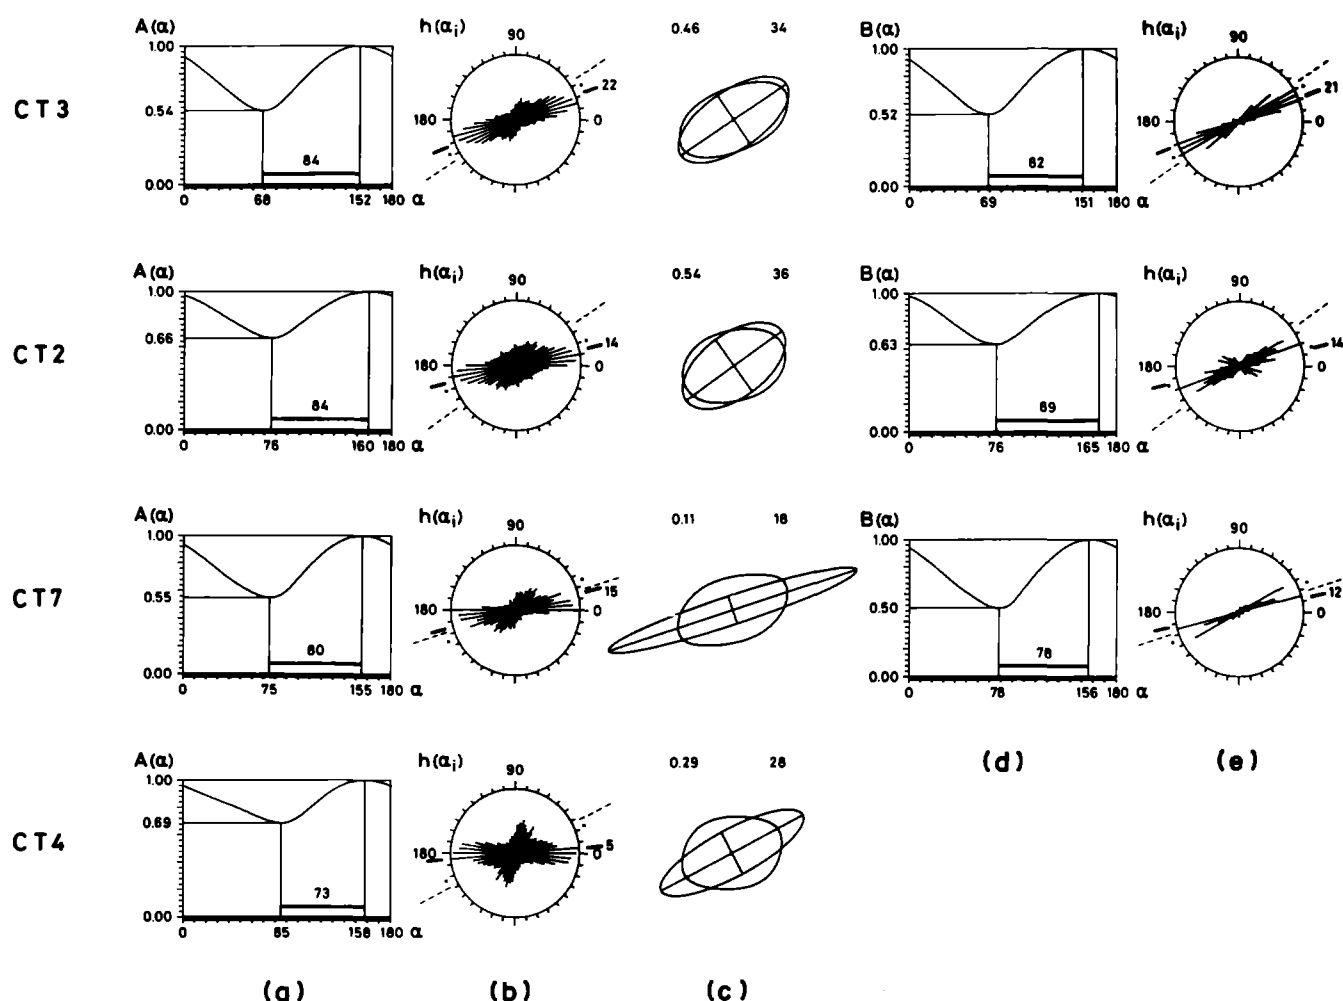 A(α) h(αᵢ) 0.46 34 B(α) h(αᵢ)
CT3
1.00 0.54 0.00 84 0 68 152 180 α
90 180 22 0
1.00 0.52 0.00 82 0 69 151 180 α
90 180 21 0
A(α) h(αᵢ) 0.54 36 B(α) h(αᵢ)
CT2
1.00 0.66 0.00 84 0 76 160 180 α
90 180 14 0
1.00 0.63 0.00 89 0 76 165 180 α
90 180 14 0
A(α) h(αᵢ) 0.11 18 B(α) h(αᵢ)
CT7
1.00 0.55 0.00 80 0 75 155 180 α
90 180 15 0
1.00 0.50 0.00 78 0 78 156 180 α
90 180 12 0
A(α) h(αᵢ) 0.29 28 (d) (e)
CT4
1.00 0.69 0.00 73 0 85 158 180 α
90 180 5 0
(a) (b) (c)